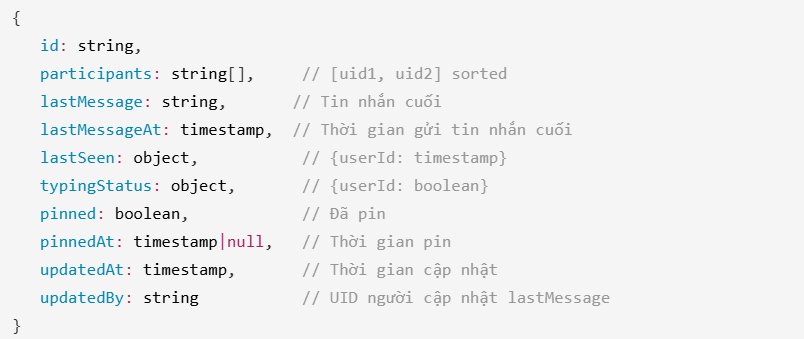 {
   id: string,
   participants: string[],     // [uid1, uid2] sorted
   lastMessage: string,       // Tin nhắn cuối
   lastMessageAt: timestamp,  // Thời gian gửi tin nhắn cuối
   lastSeen: object,           // {userId: timestamp}
   typingStatus: object,       // {userId: boolean}
   pinned: boolean,            // Đã pin
   pinnedAt: timestamp|null,   // Thời gian pin
   updatedAt: timestamp,       // Thời gian cập nhật
   updatedBy: string           // UID người cập nhật lastMessage
}